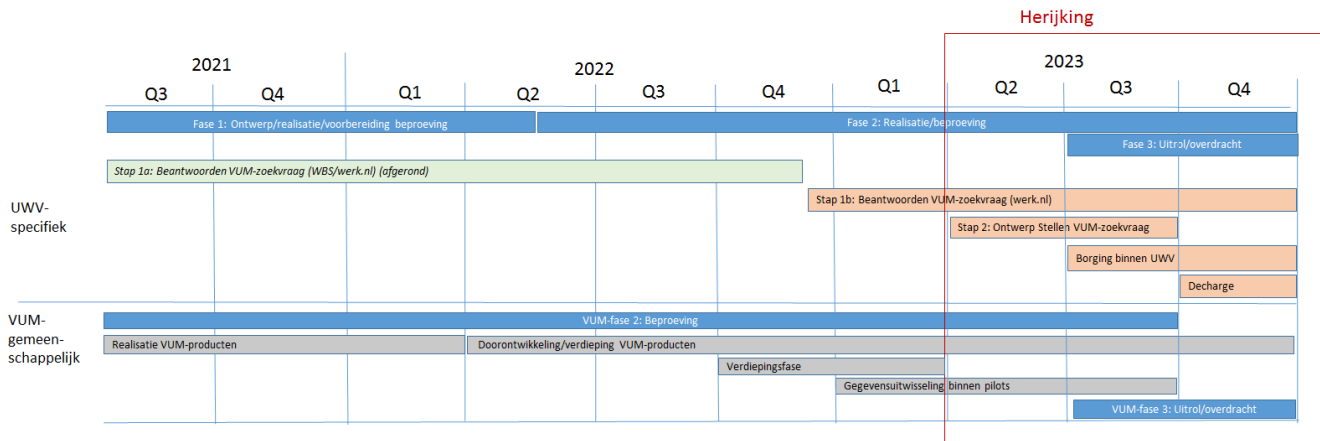 Herijking
2021
2022
2023
Q3
Q4
Q1
Q2
Q3
Q4
Q1
Q2
Q3
Q4
Fase 1: Ontwerp/realisatie/voorbereiding beproeving
Fase 2: Realisatie/beproeving
Fase 3: Uitrol/overdracht
Stap 1a: Beantwoorden VUM-zoekvraag (WBS/werk.nl) (afgerond)
Stap 1b: Beantwoorden VUM-zoekvraag (werk.nl)
UWV-
specifiek
Stap 2: Ontwerp Stellen VUM-zoekvraag
Borging binnen UWV
Decharge
VUM-
gemeen-
schappelijk
VUM-fase 2: Beproeving
Realisatie VUM-producten
Doorontwikkeling/verdieping VUM-producten
Verdiepingsfase
Gegevensuitwisseling binnen pilots
VUM-fase 3: Uitrol/overdracht